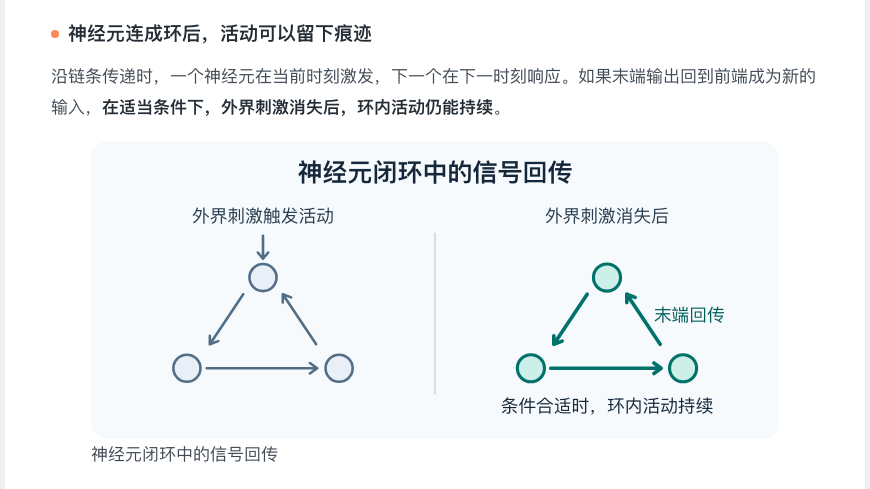 神经元连成环后，活动可以留下痕迹
沿链条传递时，一个神经元在当前时刻激发，下一个在下一时刻响应。如果末端输出回到前端成为新的
输入，在适当条件下，外界刺激消失后，环内活动仍能持续。
神经元闭环中的信号回传
外界刺激触发活动
外界刺激消失后
末端回传
条件合适时，环内活动持续
神经元闭环中的信号回传